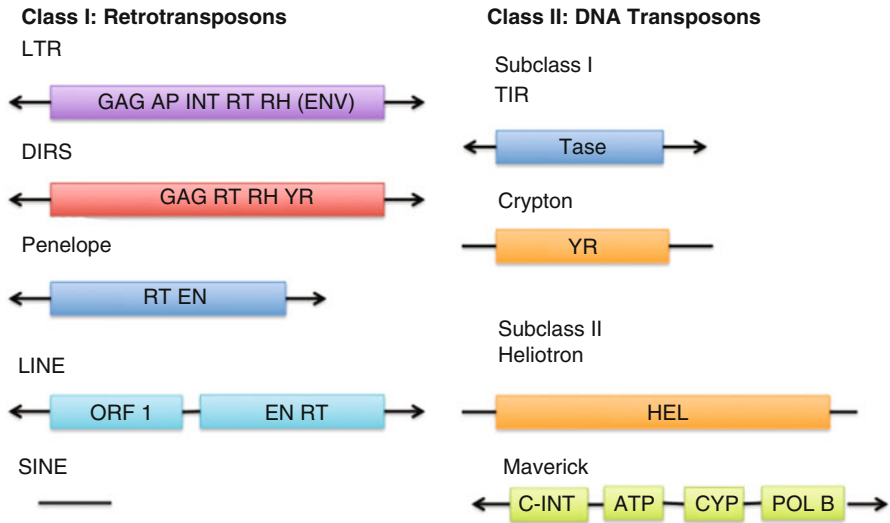 Class I: Retrotransposons
LTR
GAG AP INT RT RH (ENV)
DIRS
GAG RT RH YR
Penelope
RT EN
LINE
ORF 1 EN RT
SINE
Class II: DNA Transposons
Subclass I
TIR
Tase
Crypton
YR
Subclass II
Heliotron
HEL
Maverick
C-INT ATP CYP POL B